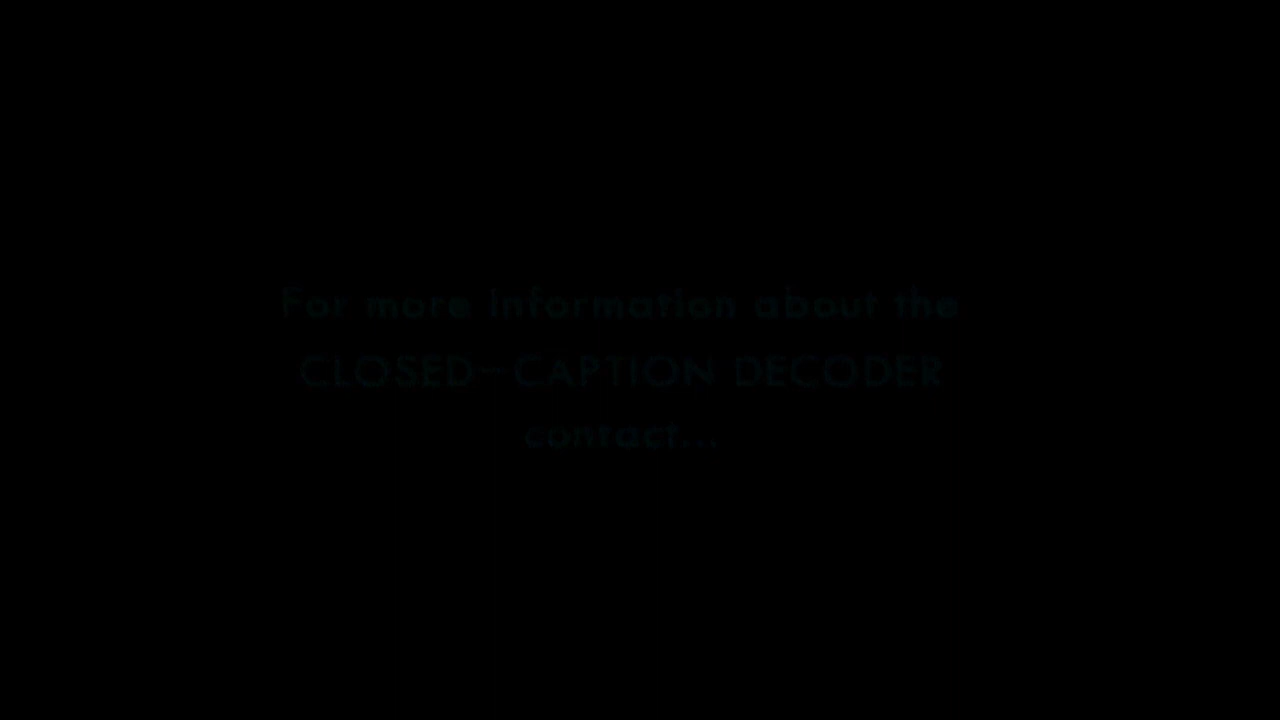 For more information about the
CLOSED-CAPTION DECODER
contact...